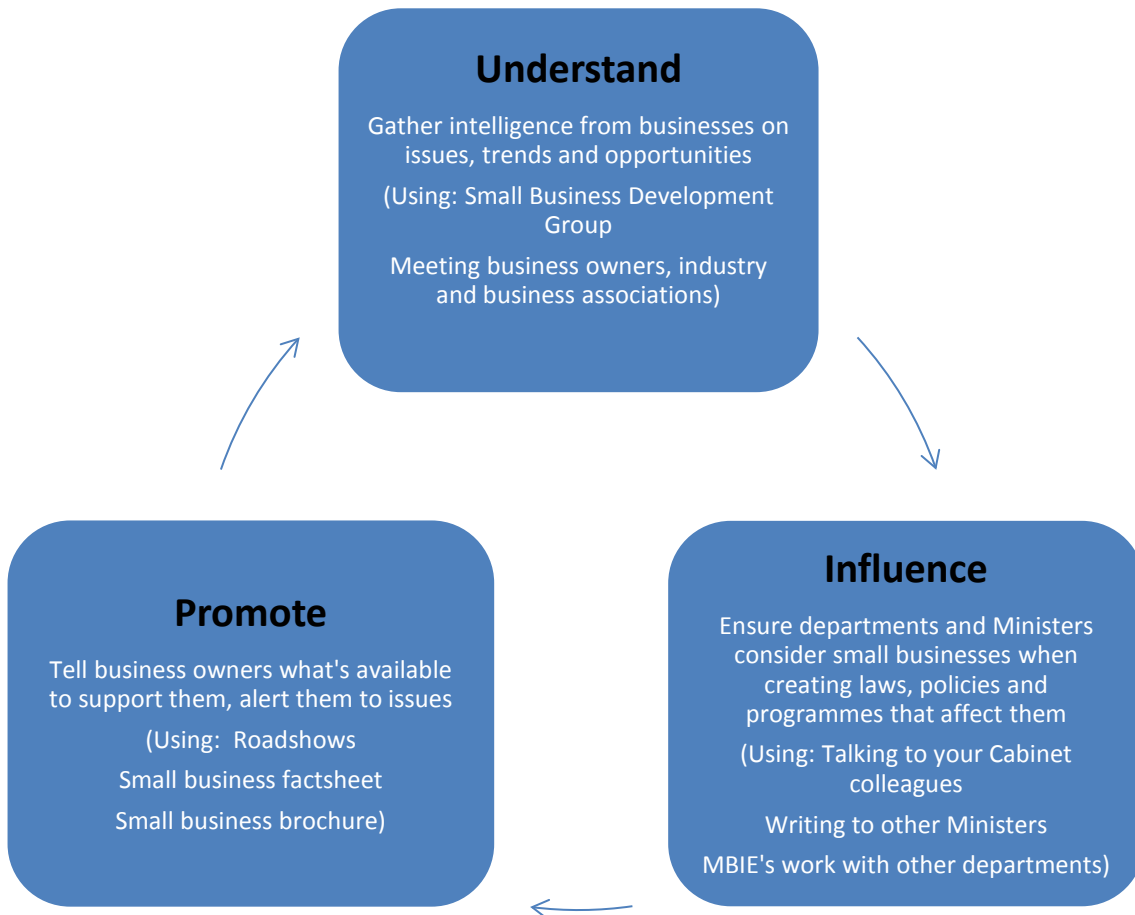 Understand
Gather intelligence from businesses on
issues, trends and opportunities
(Using: Small Business Development
Group
Meeting business owners, industry
and business associations)
Influence
Ensure departments and Ministers
consider small businesses when
creating laws, policies and
programmes that affect them
(Using: Talking to your Cabinet
colleagues
Writing to other Ministers
MBIE's work with other departments)
Promote
Tell business owners what's available
to support them, alert them to issues
(Using:  Roadshows
Small business factsheet
Small business brochure)